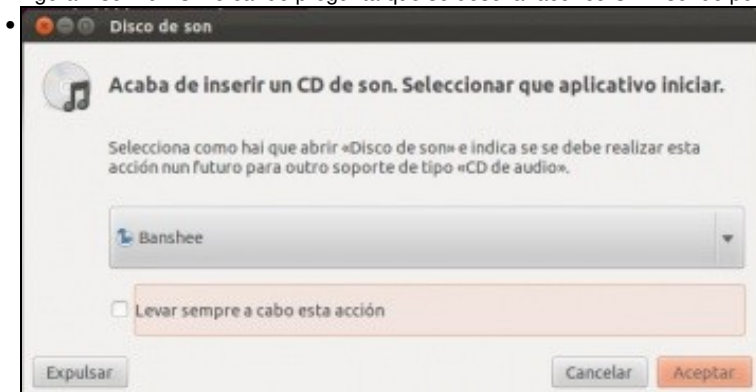 Disco de son
Acaba de inserir un CD de son. Seleccionar que aplicativo iniciar.
Selecciona como hai que abrir «Disco de son» e indica se se debe realizar esta
acción nun futuro para outro soporte de tipo «CD de audio».
Banshee
Levar sempre a cabo esta acción
Expulsar Cancelar Aceptar